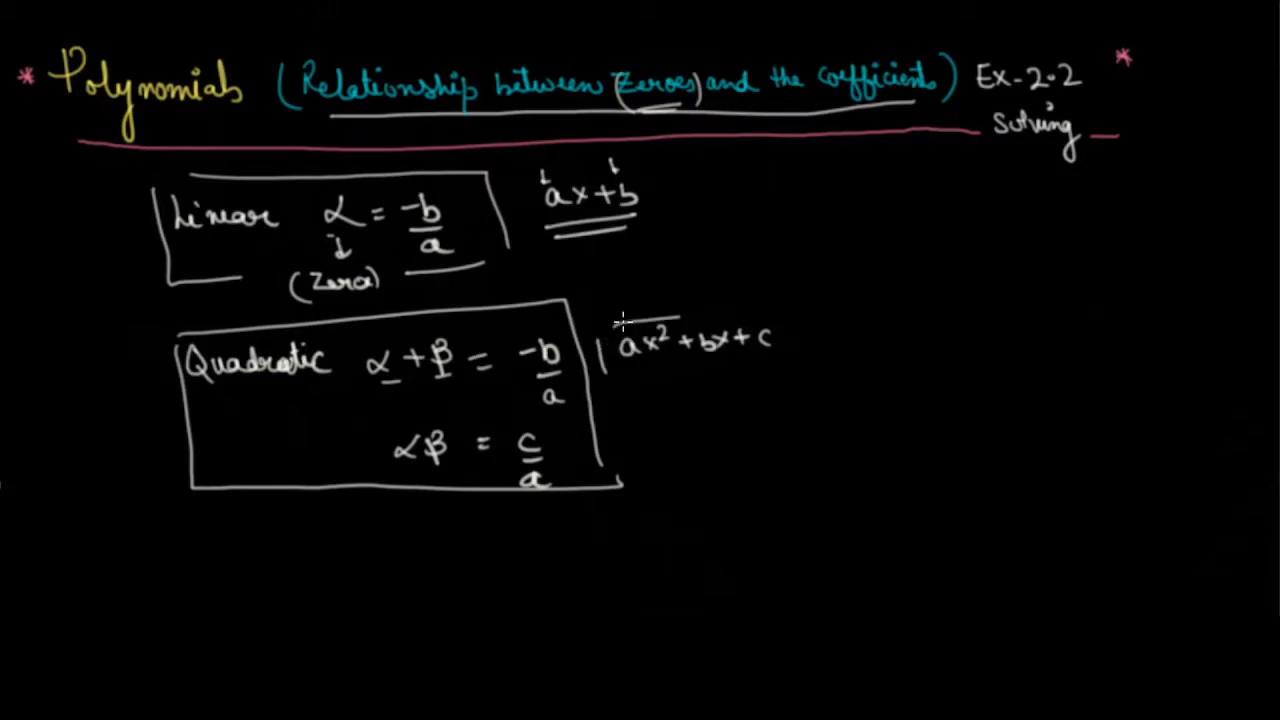 * Polynomials (Relationship between (Zeroes) and the coefficients) Ex-2.2 *
Solving
Linear α = -b/a ax+b
(Zero)
Quadratic α + β = -b/a ax² + bx + c
αβ = c/a